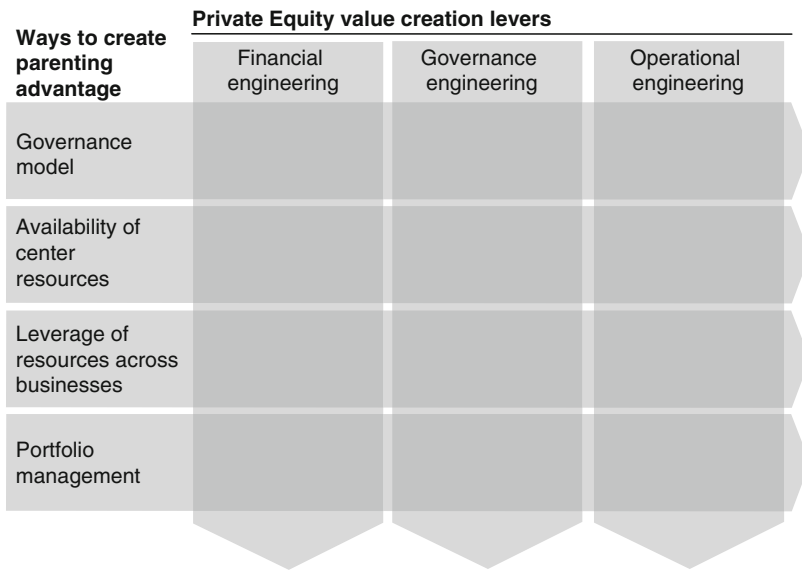 Private Equity value creation levers
Ways to create
parenting
advantage
Financial
engineering
Governance
engineering
Operational
engineering
Governance
model
Availability of
center
resources
Leverage of
resources across
businesses
Portfolio
management